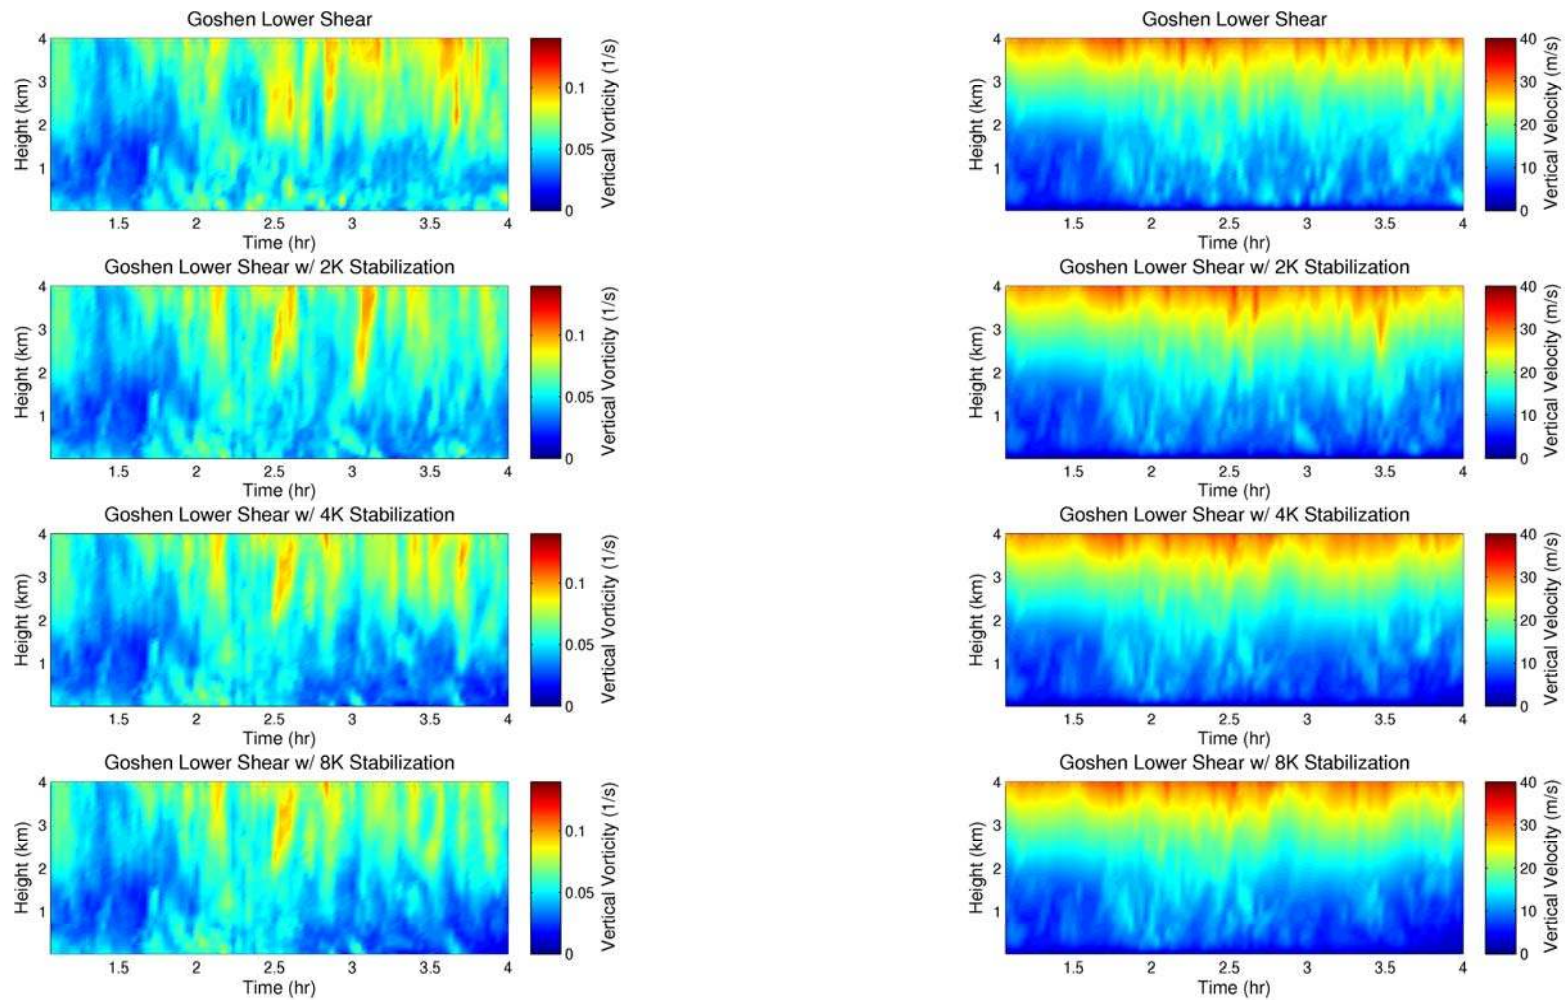 Goshen Lower Shear
4
3
2
1
Height (km)
1.5 2 2.5 3 3.5 4
Time (hr)
0.1
0.05
0
Vertical Vorticity (1/s)
Goshen Lower Shear
4
3
2
1
Height (km)
1.5 2 2.5 3 3.5 4
Time (hr)
40
30
20
10
0
Vertical Velocity (m/s)
Goshen Lower Shear w/ 2K Stabilization
4
3
2
1
Height (km)
1.5 2 2.5 3 3.5 4
Time (hr)
0.1
0.05
0
Vertical Vorticity (1/s)
Goshen Lower Shear w/ 2K Stabilization
4
3
2
1
Height (km)
1.5 2 2.5 3 3.5 4
Time (hr)
40
30
20
10
0
Vertical Velocity (m/s)
Goshen Lower Shear w/ 4K Stabilization
4
3
2
1
Height (km)
1.5 2 2.5 3 3.5 4
Time (hr)
0.1
0.05
0
Vertical Vorticity (1/s)
Goshen Lower Shear w/ 4K Stabilization
4
3
2
1
Height (km)
1.5 2 2.5 3 3.5 4
Time (hr)
40
30
20
10
0
Vertical Velocity (m/s)
Goshen Lower Shear w/ 8K Stabilization
4
3
2
1
Height (km)
1.5 2 2.5 3 3.5 4
Time (hr)
0.1
0.05
0
Vertical Vorticity (1/s)
Goshen Lower Shear w/ 8K Stabilization
4
3
2
1
Height (km)
1.5 2 2.5 3 3.5 4
Time (hr)
40
30
20
10
0
Vertical Velocity (m/s)